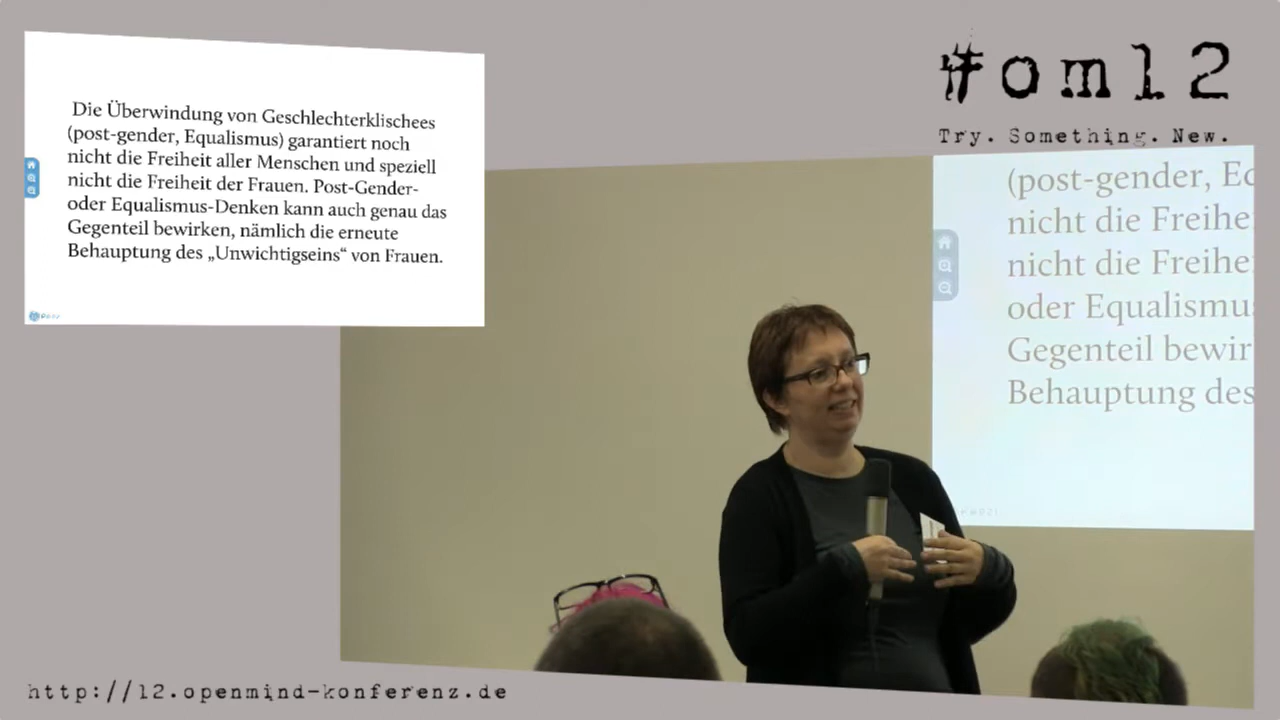 Die Überwindung von Geschlechterklischees
(post-gender, Equalismus) garantiert noch
nicht die Freiheit aller Menschen und speziell
nicht die Freiheit der Frauen. Post-Gender-
oder Equalismus-Denken kann auch genau das
Gegenteil bewirken, nämlich die erneute
Behauptung des „Unwichtigseins“ von Frauen.
#om12
Try. Something. New.
(post-gender, Eq
nicht die Freihei
nicht die Freihei
oder Equalismus
Gegenteil bewir
Behauptung des
http://12.openmind-konferenz.de